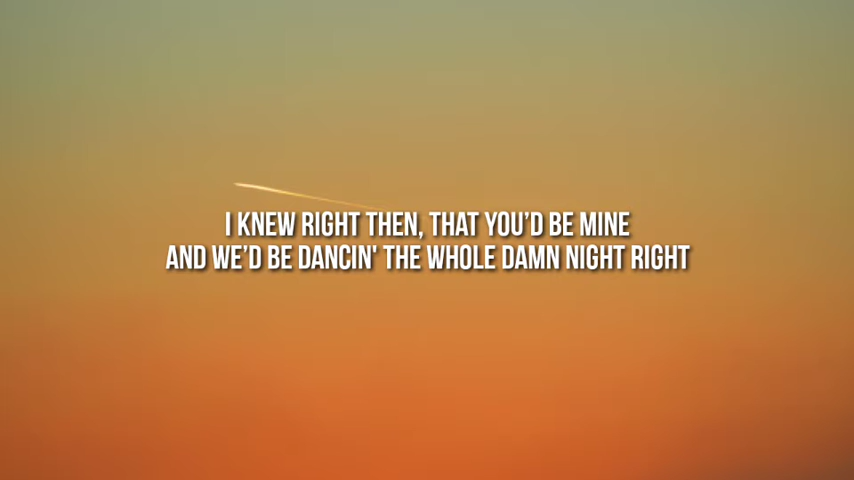 I KNEW RIGHT THEN, THAT YOU’D BE MINE
AND WE’D BE DANCIN' THE WHOLE DAMN NIGHT RIGHT